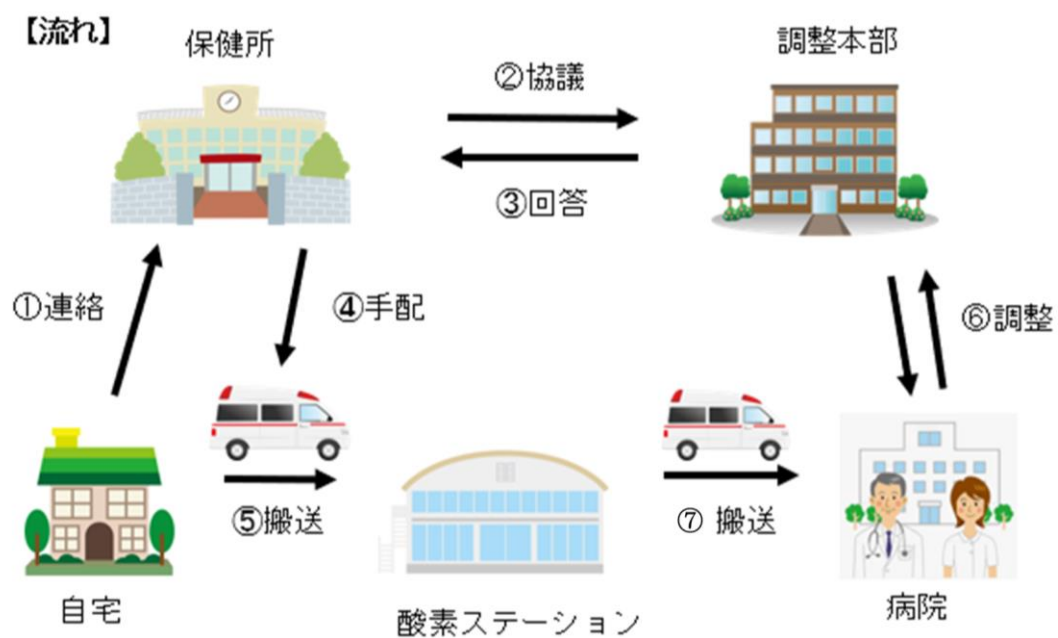 【流れ】
保健所
調整本部
②協議
③回答
①連絡
④手配
⑥調整
⑤搬送
⑦ 搬送
自宅
酸素ステーション
病院